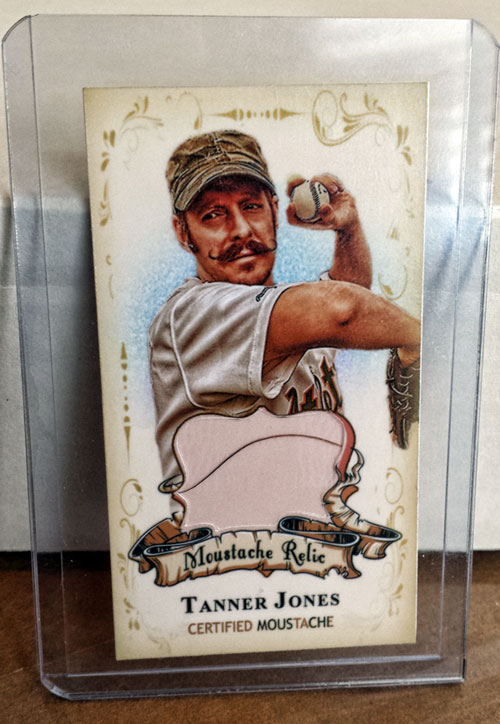 Moustache Relic
TANNER JONES
CERTIFIED MOUSTACHE